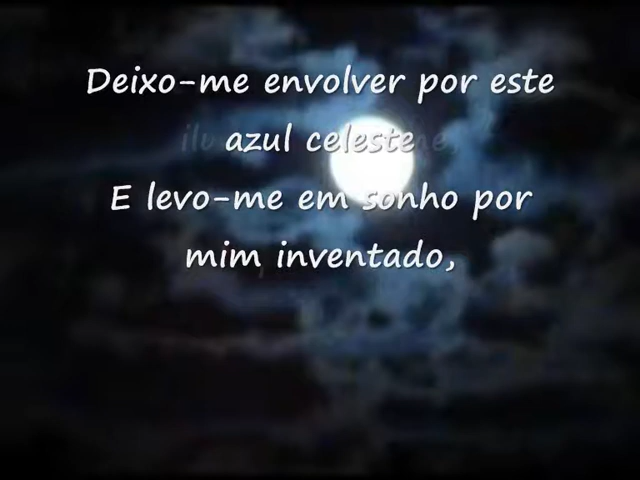 Deixo-me envolver por este
azul celeste
E levo-me em sonho por
mim inventado,